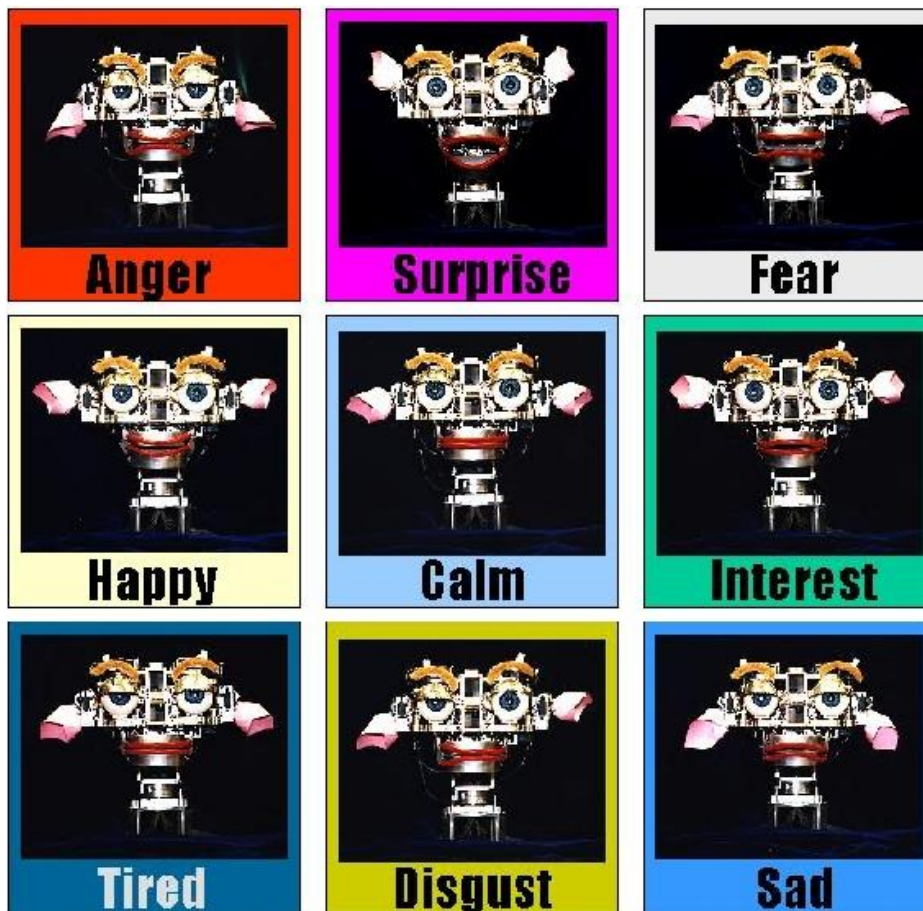 Anger
Surprise
Fear
Happy
Calm
Interest
Tired
Disgust
Sad